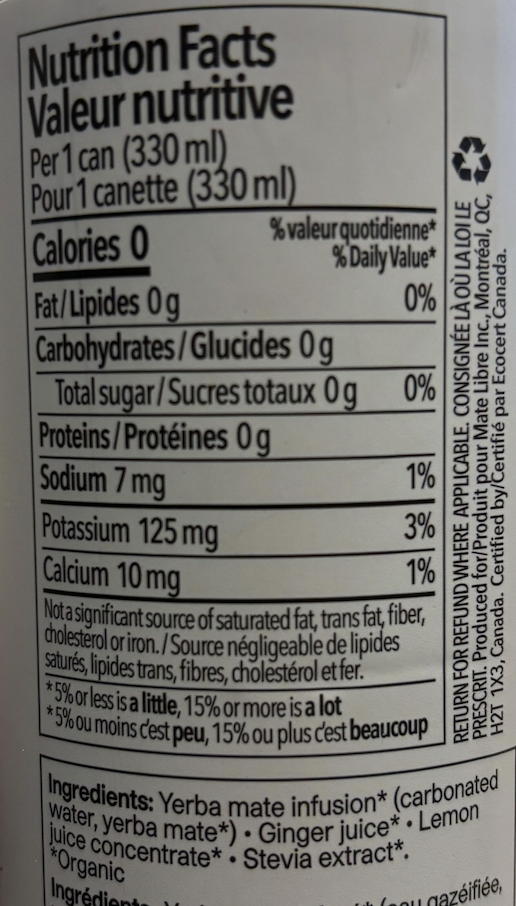 Nutrition Facts
Valeur nutritive
Per 1 can (330 ml)
Pour 1 canette (330 ml)
Calories 0
% valeur quotidienne*
% Daily Value*
Fat / Lipides 0 g 0%
Carbohydrates / Glucides 0 g
Total sugar / Sucres totaux 0 g 0%
Proteins / Protéines 0 g
Sodium 7 mg 1%
Potassium 125 mg 3%
Calcium 10 mg 1%
Not a significant source of saturated fat, trans fat, fiber,
cholesterol or iron. / Source négligeable de lipides
saturés, lipides trans, fibres, cholestérol et fer.
*5% or less is a little, 15% or more is a lot
*5% ou moins c'est peu, 15% ou plus c'est beaucoup
RETURN FOR REFUND WHERE APPLICABLE. CONSIGNÉE LÀ OÙ LA LOI LE
PRESCRIT. Produced for/Produit pour Mate Libre Inc., Montréal, QC,
H2T 1X3, Canada. Certified by/Certifié par Ecocert Canada.
Ingredients: Yerba mate infusion* (carbonated
water, yerba mate*) • Ginger juice* • Lemon
juice concentrate* • Stevia extract*.
*Organic
gazéifiée,